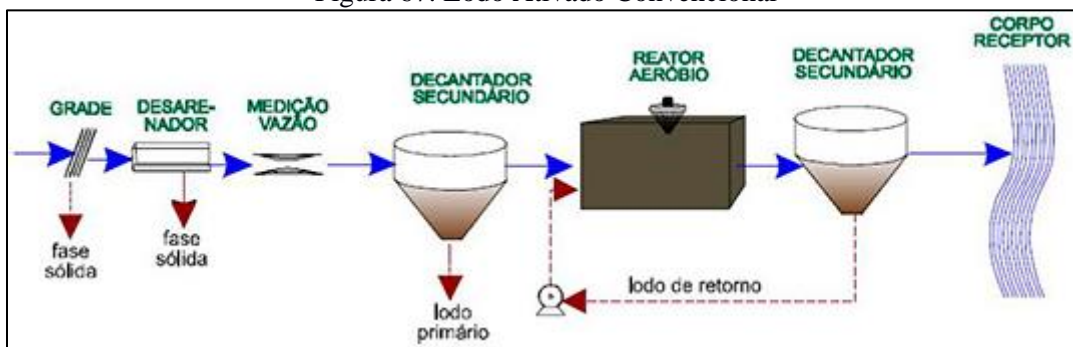 Figura 67. Lodo Ativado Convencional
CORPO
RECEPTOR
REATOR
AERÓBIO
DECANTADOR
SECUNDÁRIO
DECANTADOR
SECUNDÁRIO
GRADE
DESARE-
NADOR
MEDIÇÃO
VAZÃO
fase
sólida
fase
sólida
lodo
primário
lodo de retorno